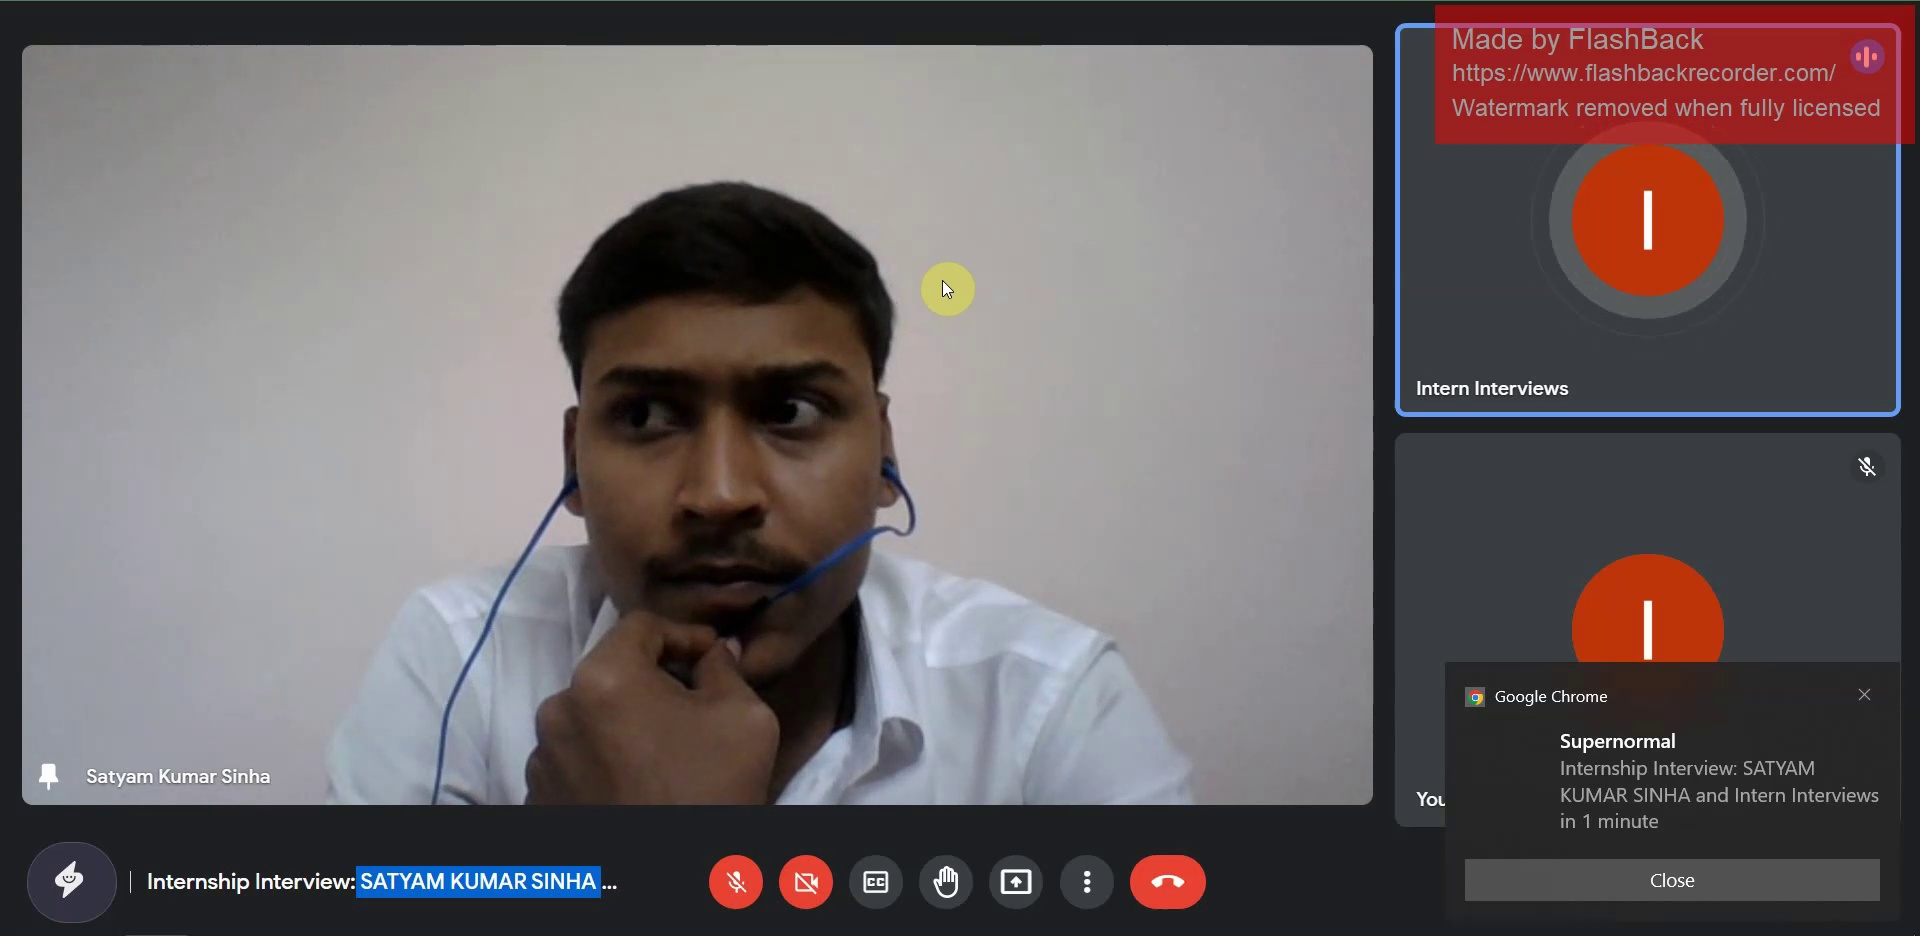 Made by FlashBack
https://www.flashbackrecorder.com/
Watermark removed when fully licensed
I
Intern Interviews
I
You
Google Chrome
Supernormal
Internship Interview: SATYAM
KUMAR SINHA and Intern Interviews
in 1 minute
Close
Satyam Kumar Sinha
Internship Interview: SATYAM KUMAR SINHA ...
CC